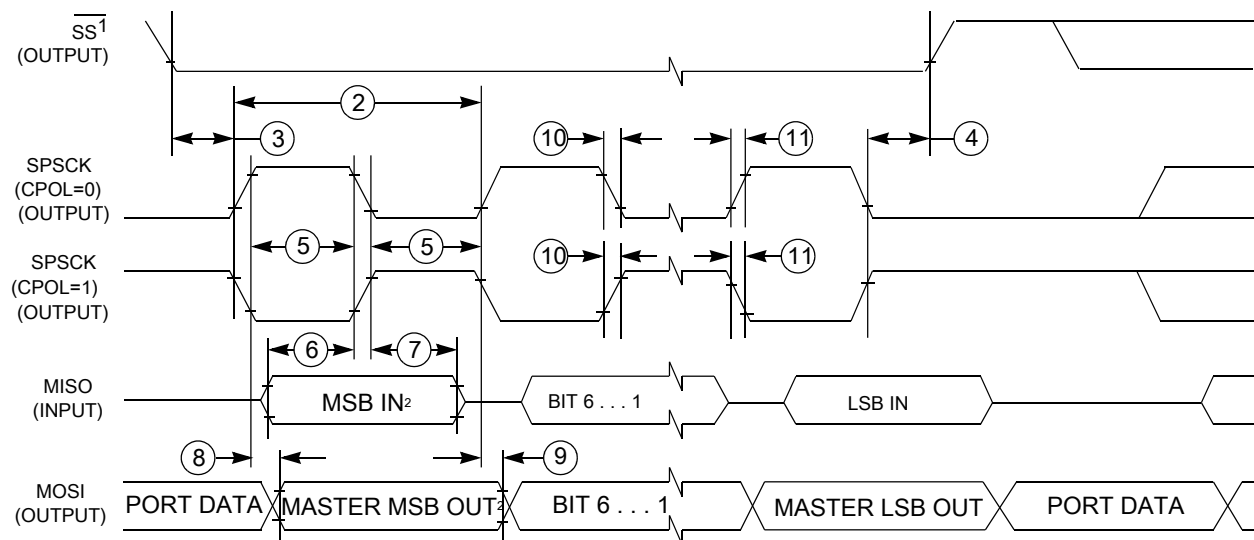 SS1
(OUTPUT)
2
3
10
11
4
SPSCK
(CPOL=0)
(OUTPUT)
5
5
SPSCK
(CPOL=1)
(OUTPUT)
10
11
6
7
MISO
(INPUT)
MSB IN2
BIT 6 . . . 1
LSB IN
8
9
MOSI
(OUTPUT)
PORT DATA
MASTER MSB OUT2
BIT 6 . . . 1
MASTER LSB OUT
PORT DATA